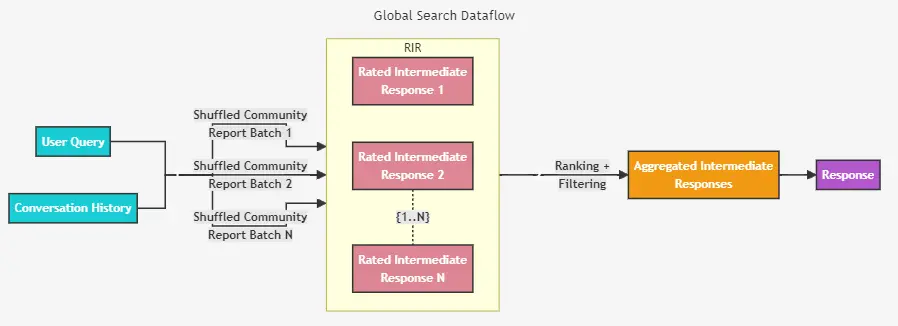 Global Search Dataflow
RIR
Rated Intermediate
Response 1
Shuffled Community
Report Batch 1
User Query
Rated Intermediate
Response 2
Shuffled Community
Report Batch 2
Ranking +
Filtering
Aggregated Intermediate
Responses
Response
Conversation History
Shuffled Community
Report Batch N
{1..N}
Rated Intermediate
Response N